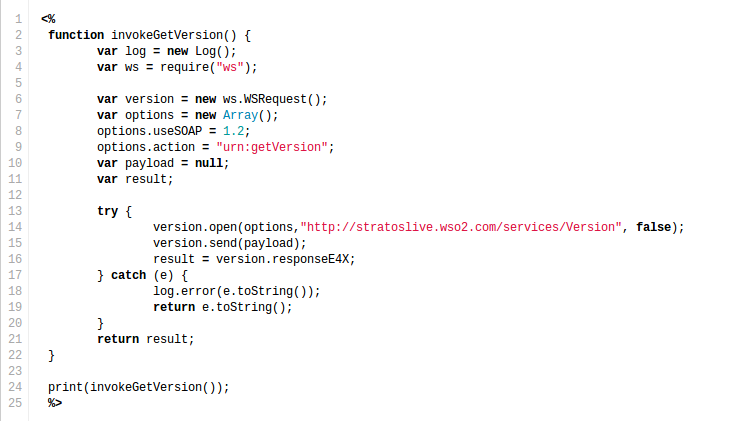 1 <%
2 function invokeGetVersion() {
3 var log = new Log();
4 var ws = require("ws");
5
6 var version = new ws.WSRequest();
7 var options = new Array();
8 options.useSOAP = 1.2;
9 options.action = "urn:getVersion";
10 var payload = null;
11 var result;
12
13 try {
14 version.open(options,"http://stratoslive.wso2.com/services/Version", false);
15 version.send(payload);
16 result = version.responseE4X;
17 } catch (e) {
18 log.error(e.toString());
19 return e.toString();
20 }
21 return result;
22 }
23
24 print(invokeGetVersion());
25 %>